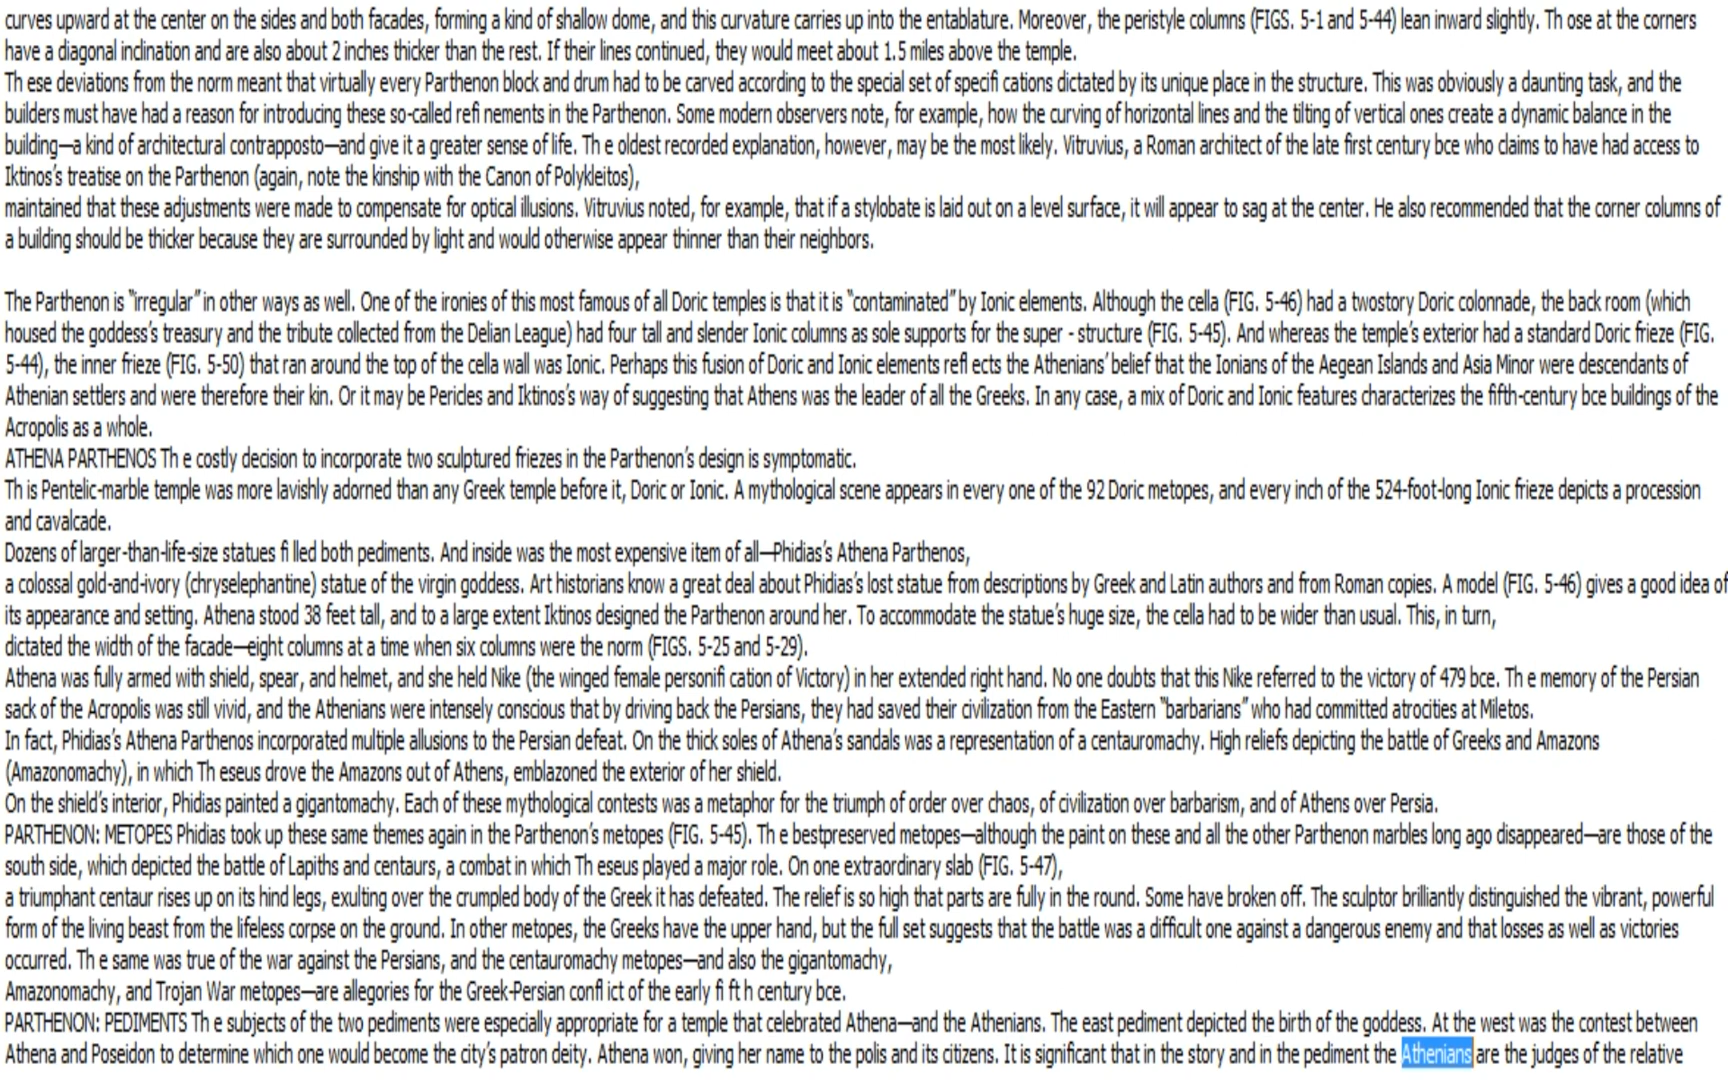 curves upward at the center on the sides and both facades, forming a kind of shallow dome, and this curvature carries up into the entablature. Moreover, the peristyle columns (FIGS. 5-1 and 5-44) lean inward slightly. Th ose at the corners
have a diagonal inclination and are also about 2 inches thicker than the rest. If their lines continued, they would meet about 1.5 miles above the temple.
Th ese deviations from the norm meant that virtually every Parthenon block and drum had to be carved according to the special set of specifi cations dictated by its unique place in the structure. This was obviously a daunting task, and the
builders must have had a reason for introducing these so-called refi nements in the Parthenon. Some modern observers note, for example, how the curving of horizontal lines and the tilting of vertical ones create a dynamic balance in the
building—a kind of architectural contrapposto—and give it a greater sense of life. Th e oldest recorded explanation, however, may be the most likely. Vitruvius, a Roman architect of the late first century bce who claims to have had access to
Iktinos's treatise on the Parthenon (again, note the kinship with the Canon of Polykleitos),
maintained that these adjustments were made to compensate for optical illusions. Vitruvius noted, for example, that if a stylobate is laid out on a level surface, it will appear to sag at the center. He also recommended that the corner columns of
a building should be thicker because they are surrounded by light and would otherwise appear thinner than their neighbors.
The Parthenon is "irregular" in other ways as well. One of the ironies of this most famous of all Doric temples is that it is "contaminated" by Ionic elements. Although the cella (FIG. 5-46) had a twostory Doric colonnade, the back room (which
housed the goddess's treasury and the tribute collected from the Delian League) had four tall and slender Ionic columns as sole supports for the super - structure (FIG. 5-45). And whereas the temple's exterior had a standard Doric frieze (FIG.
5-44), the inner frieze (FIG. 5-50) that ran around the top of the cella wall was Ionic. Perhaps this fusion of Doric and Ionic elements refl ects the Athenians' belief that the Ionians of the Aegean Islands and Asia Minor were descendants of
Athenian settlers and were therefore their kin. Or it may be Pericles and Iktinos's way of suggesting that Athens was the leader of all the Greeks. In any case, a mix of Doric and Ionic features characterizes the fifth-century bce buildings of the
Acropolis as a whole.
ATHENA PARTHENOS Th e costly decision to incorporate two sculptured friezes in the Parthenon's design is symptomatic.
Th is Pentelic-marble temple was more lavishly adorned than any Greek temple before it, Doric or Ionic. A mythological scene appears in every one of the 92 Doric metopes, and every inch of the 524-foot-long Ionic frieze depicts a procession
and cavalcade.
Dozens of larger-than-life-size statues fi lled both pediments. And inside was the most expensive item of all—Phidias's Athena Parthenos,
a colossal gold-and-ivory (chryselephantine) statue of the virgin goddess. Art historians know a great deal about Phidias's lost statue from descriptions by Greek and Latin authors and from Roman copies. A model (FIG. 5-46) gives a good idea of
its appearance and setting. Athena stood 38 feet tall, and to a large extent Iktinos designed the Parthenon around her. To accommodate the statue's huge size, the cella had to be wider than usual. This, in turn,
dictated the width of the facade—eight columns at a time when six columns were the norm (FIGS. 5-25 and 5-29).
Athena was fully armed with shield, spear, and helmet, and she held Nike (the winged female personifi cation of Victory) in her extended right hand. No one doubts that this Nike referred to the victory of 479 bce. Th e memory of the Persian
sack of the Acropolis was still vivid, and the Athenians were intensely conscious that by driving back the Persians, they had saved their civilization from the Eastern "barbarians" who had committed atrocities at Miletos.
In fact, Phidias's Athena Parthenos incorporated multiple allusions to the Persian defeat. On the thick soles of Athena's sandals was a representation of a centauromachy. High reliefs depicting the battle of Greeks and Amazons
(Amazonomachy), in which Th eseus drove the Amazons out of Athens, emblazoned the exterior of her shield.
On the shield's interior, Phidias painted a gigantomachy. Each of these mythological contests was a metaphor for the triumph of order over chaos, of civilization over barbarism, and of Athens over Persia.
PARTHENON: METOPES Phidias took up these same themes again in the Parthenon's metopes (FIG. 5-45). Th e bestpreserved metopes—although the paint on these and all the other Parthenon marbles long ago disappeared—are those of the
south side, which depicted the battle of Lapiths and centaurs, a combat in which Th eseus played a major role. On one extraordinary slab (FIG. 5-47),
a triumphant centaur rises up on its hind legs, exulting over the crumpled body of the Greek it has defeated. The relief is so high that parts are fully in the round. Some have broken off. The sculptor brilliantly distinguished the vibrant, powerful
form of the living beast from the lifeless corpse on the ground. In other metopes, the Greeks have the upper hand, but the full set suggests that the battle was a difficult one against a dangerous enemy and that losses as well as victories
occurred. Th e same was true of the war against the Persians, and the centauromachy metopes—and also the gigantomachy,
Amazonomachy, and Trojan War metopes—are allegories for the Greek-Persian confl ict of the early fi ft h century bce.
PARTHENON: PEDIMENTS Th e subjects of the two pediments were especially appropriate for a temple that celebrated Athena—and the Athenians. The east pediment depicted the birth of the goddess. At the west was the contest between
Athena and Poseidon to determine which one would become the city's patron deity. Athena won, giving her name to the polis and its citizens. It is significant that in the story and in the pediment the Athenians are the judges of the relative